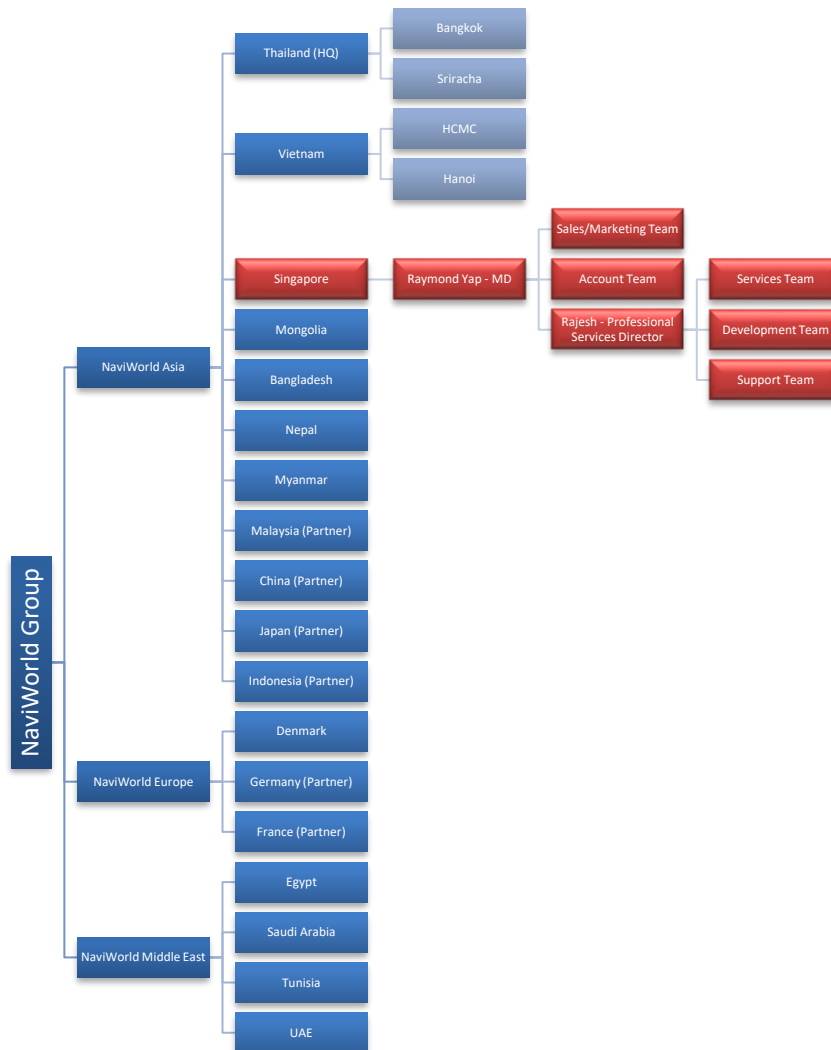 NaviWorld Group
NaviWorld Asia
Thailand (HQ)
Bangkok
Sriracha
Vietnam
HCMC
Hanoi
Singapore
Raymond Yap - MD
Sales/Marketing Team
Account Team
Rajesh - Professional
Services Director
Services Team
Development Team
Support Team
Mongolia
Bangladesh
Nepal
Myanmar
Malaysia (Partner)
China (Partner)
Japan (Partner)
Indonesia (Partner)
NaviWorld Europe
Denmark
Germany (Partner)
France (Partner)
NaviWorld Middle East
Egypt
Saudi Arabia
Tunisia
UAE